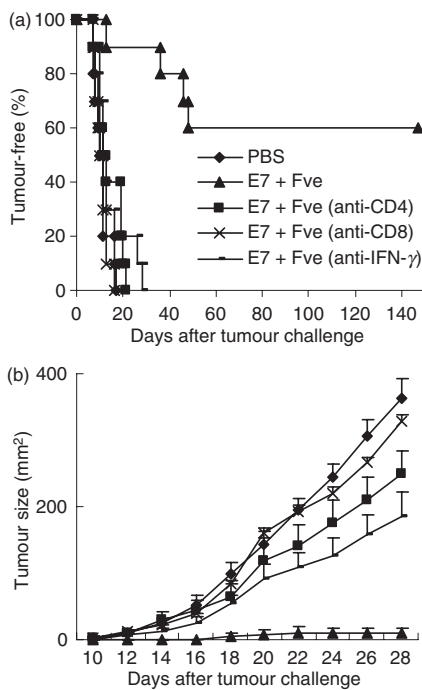 (a)
100
80
60
40
20
0
Tumour-free (%)
PBS
E7 + Fve
E7 + Fve (anti-CD4)
E7 + Fve (anti-CD8)
E7 + Fve (anti-IFN-γ)
0 20 40 60 80 100 120 140
Days after tumour challenge
(b)
400
200
0
Tumour size (mm²)
10 12 14 16 18 20 22 24 26 28
Days after tumour challenge